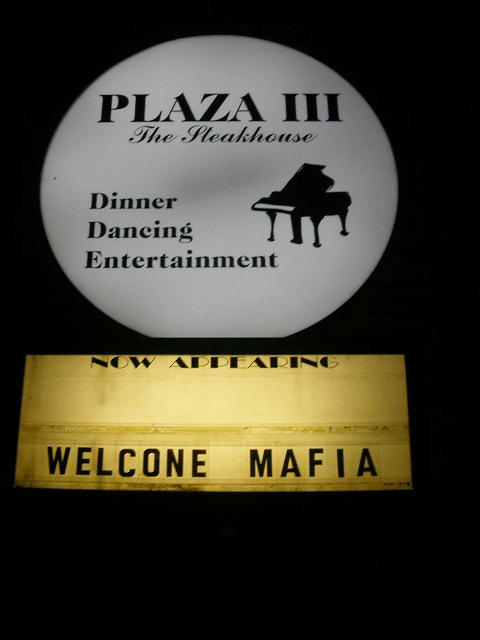 PLAZA III
The Steakhouse
Dinner
Dancing
Entertainment
NOW APPEARING
WELCONE MAFIA